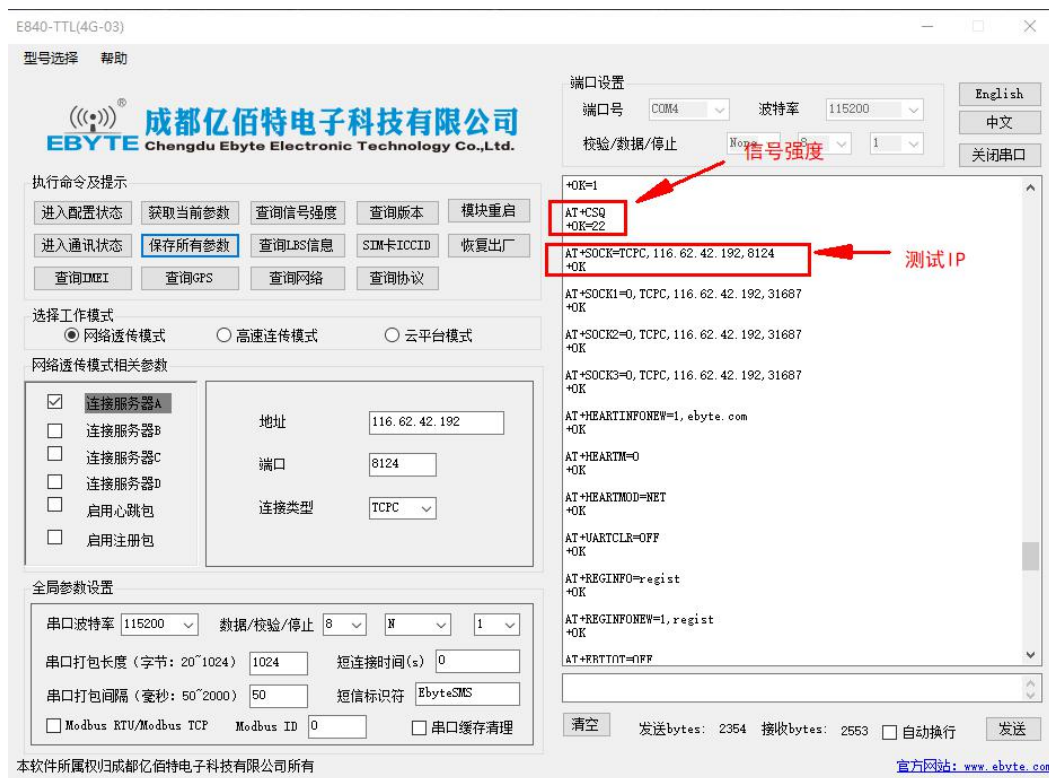 E840-TTL(4G-03)
型号选择 帮助
((•)) ®
EBYTE
成都亿佰特电子科技有限公司
Chengdu Ebyte Electronic Technology Co.,Ltd.
端口设置
端口号 COM4 波特率 115200
校验/数据/停止 None 8 1
English
中文
关闭串口
信号强度
执行命令及提示
进入配置状态 获取当前参数 查询信号强度 查询版本 模块重启
进入通讯状态 保存所有参数 查询LBS信息 SIM卡ICCID 恢复出厂
查询IMEI 查询GPS 查询网络 查询协议
选择工作模式
网络透传模式 高速连传模式 云平台模式
网络透传模式相关参数
连接服务器A
连接服务器B
连接服务器C
连接服务器D
启用心跳包
启用注册包
地址 116.62.42.192
端口 8124
连接类型 TCPC
全局参数设置
串口波特率 115200 数据/校验/停止 8 N 1
串口打包长度（字节：20~1024） 1024 短连接时间(s) 0
串口打包间隔（毫秒：50~2000） 50 短信标识符 EbyteSMS
Modbus RTU/Modbus TCP Modbus ID 0 串口缓存清理
+OK=1
AT+CSQ
+OK=22
AT+SOCK=TCPC,116.62.42.192,8124
+OK
测试IP
AT+SOCK1=0,TCPC,116.62.42.192,31687
+OK
AT+SOCK2=0,TCPC,116.62.42.192,31687
+OK
AT+SOCK3=0,TCPC,116.62.42.192,31687
+OK
AT+HEARTINFONEW=1,ebyte.com
+OK
AT+HEARTM=0
+OK
AT+HEARTMOD=NET
+OK
AT+UARTCLR=OFF
+OK
AT+REGINFO=regist
+OK
AT+REGINFONEW=1,regist
+OK
AT+EBTIOT=OFF
清空 发送bytes: 2354 接收bytes: 2553 自动换行 发送
本软件所属权归成都亿佰特电子科技有限公司所有
官方网站：www.ebyte.com